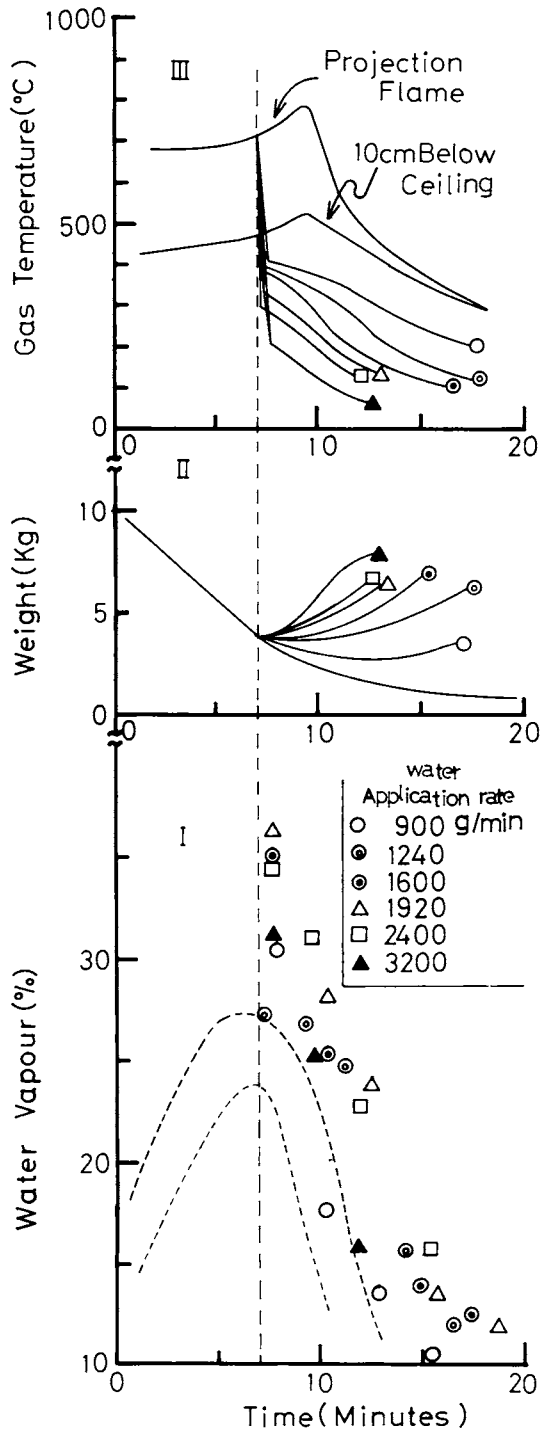 1000
III
Projection
Flame
10cmBelow
Ceiling
500
0
0
10
20
Gas Temperature(°C)
II
10
5
0
0
10
20
Weight(Kg)
water
Application rate
900 g/min
1240
1600
1920
2400
3200
I
30
20
10
0
10
20
Water Vapour(%)
Time(Minutes)